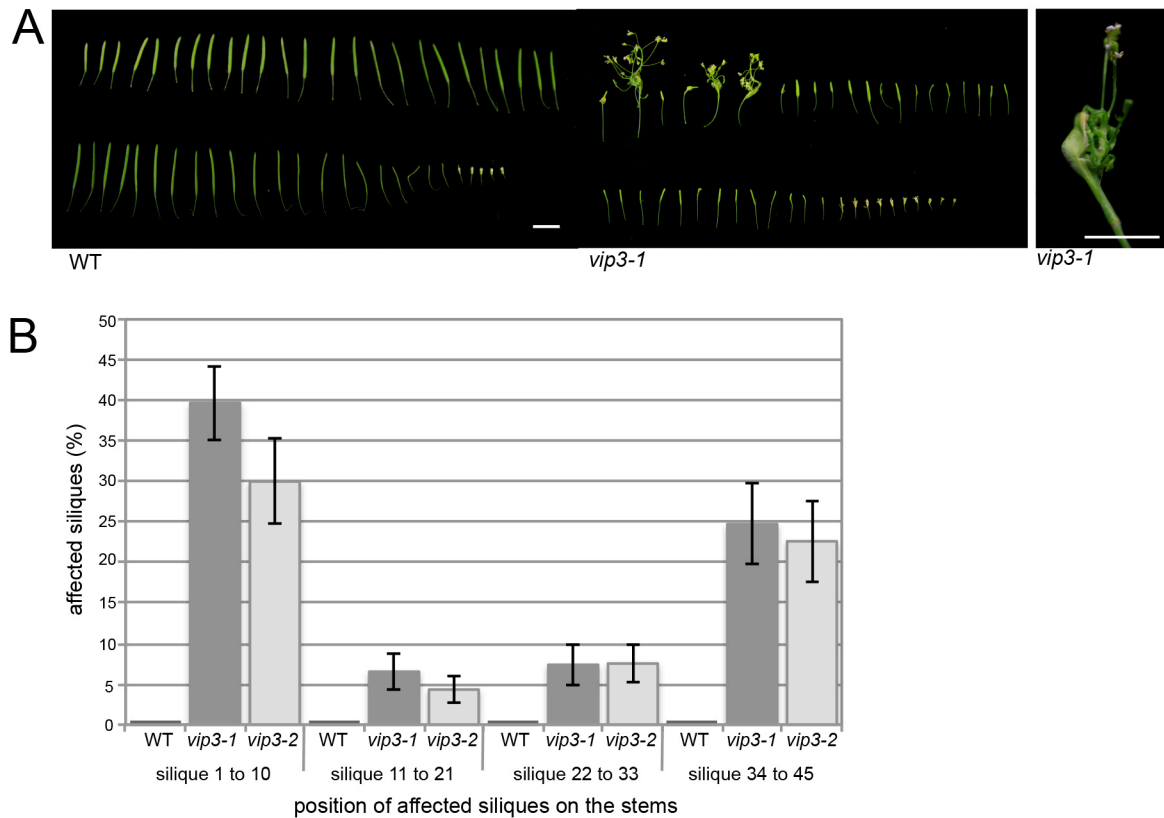 A
WT
vip3-1
vip3-1
B
50
45
40
35
30
25
20
15
10
5
0
affected siliques (%)
WT vip3-1 vip3-2 WT vip3-1 vip3-2 WT vip3-1 vip3-2 WT vip3-1 vip3-2
silique 1 to 10 silique 11 to 21 silique 22 to 33 silique 34 to 45
position of affected siliques on the stems